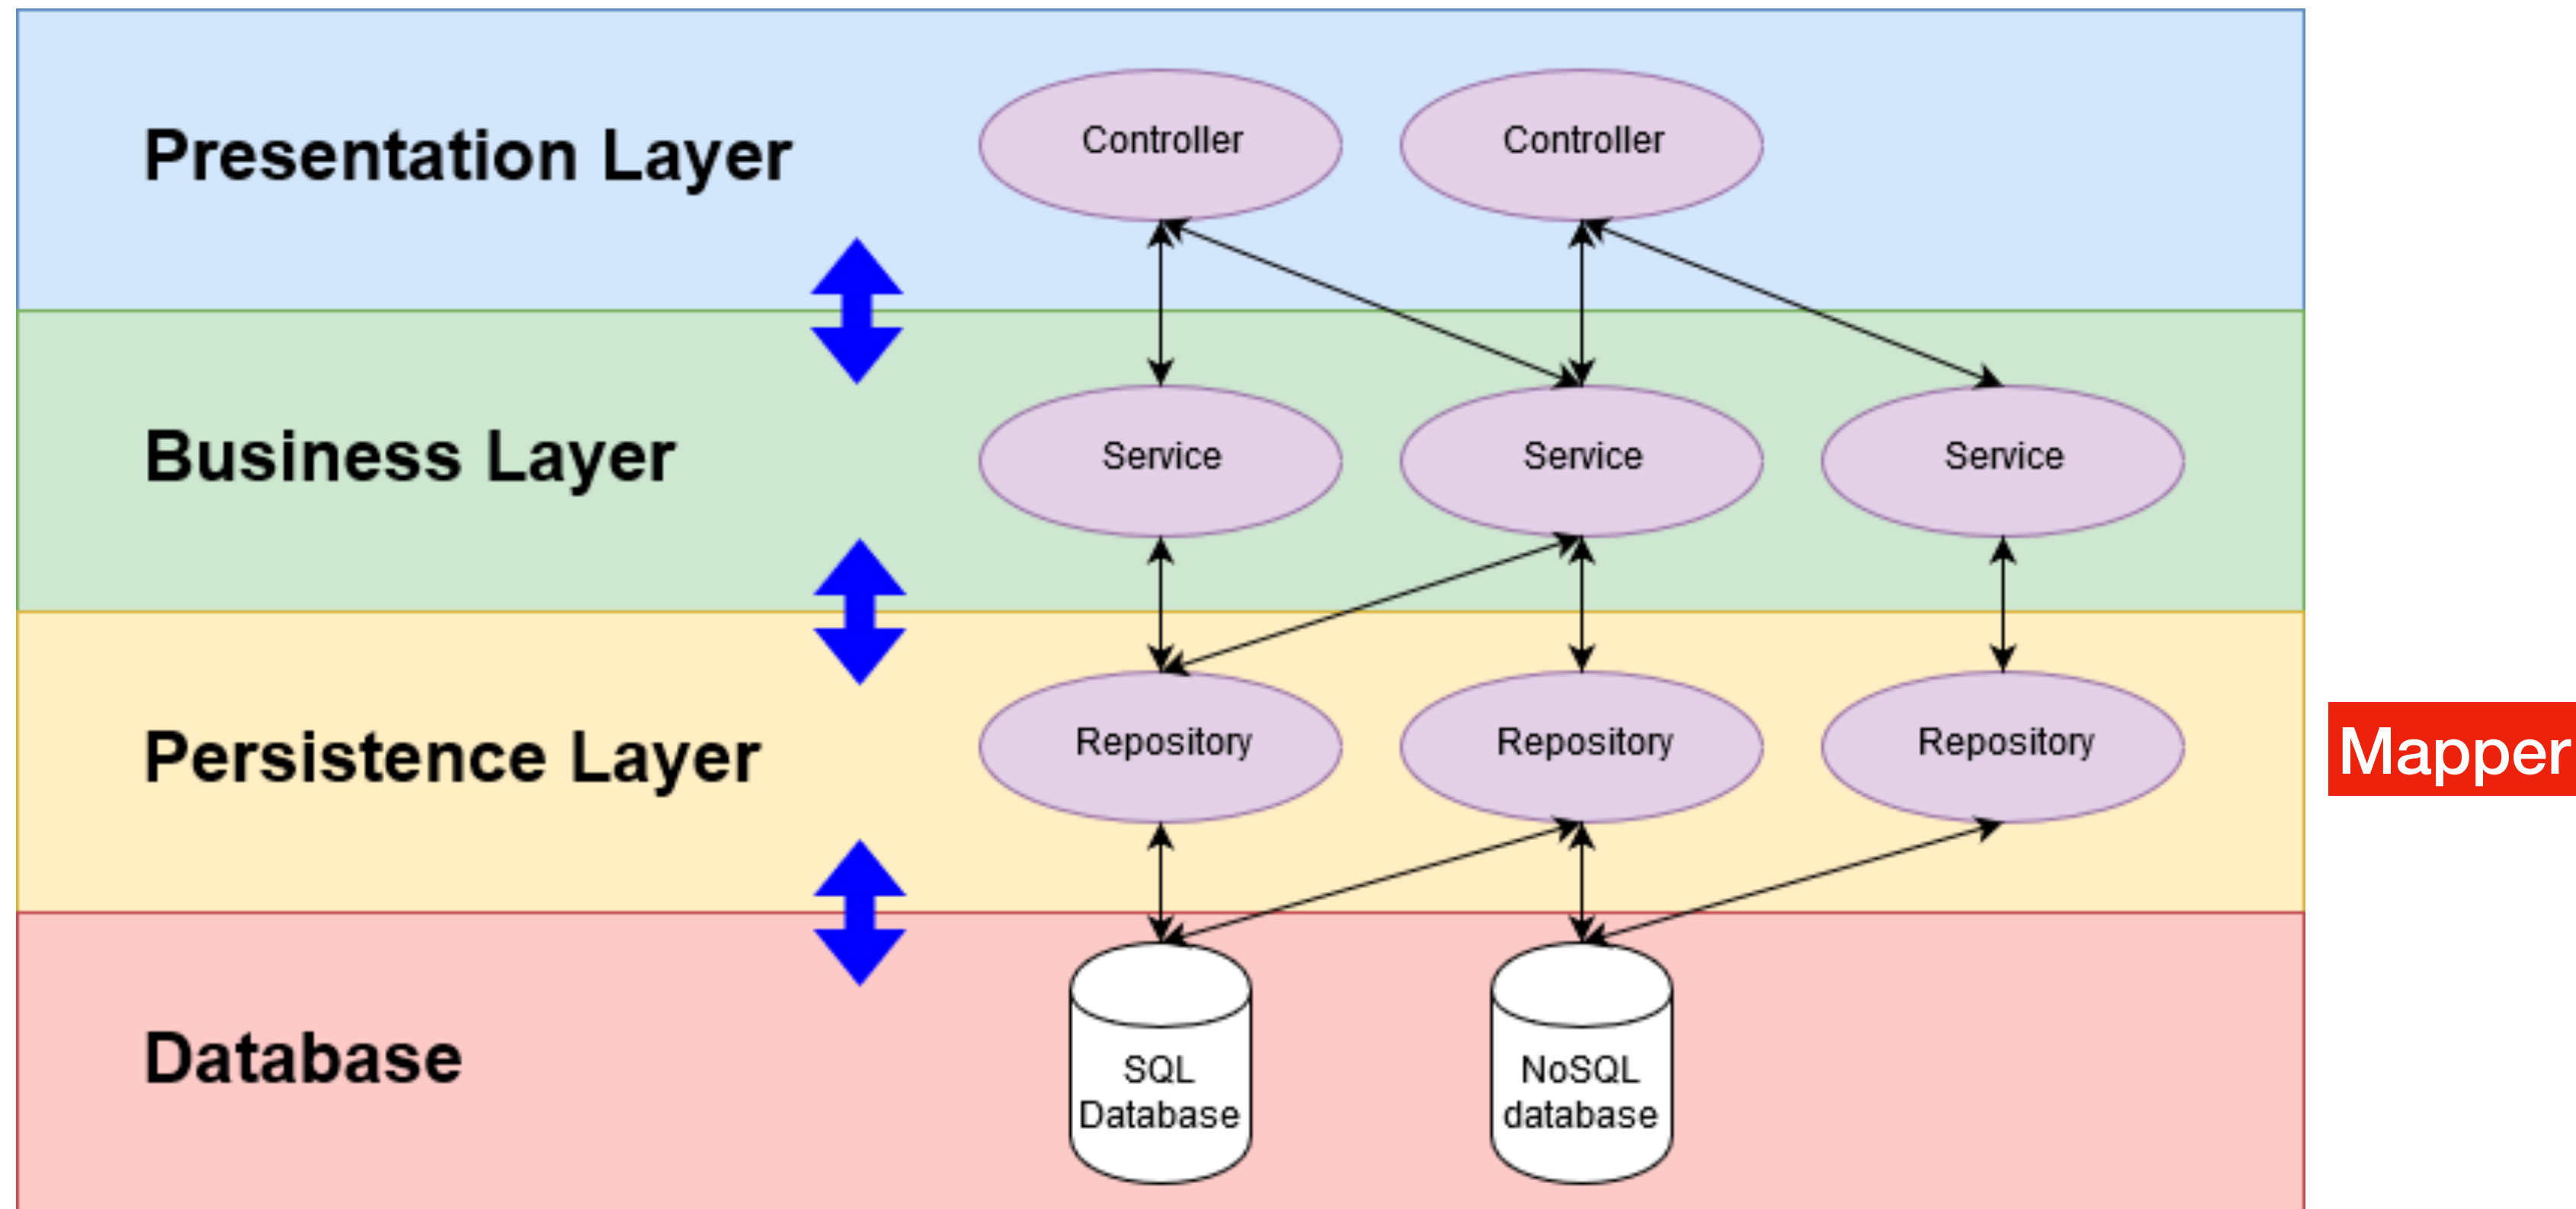 Presentation Layer
Controller
Controller
Business Layer
Service
Service
Service
Persistence Layer
Repository
Repository
Repository
Mapper
Database
SQL
Database
NoSQL
database